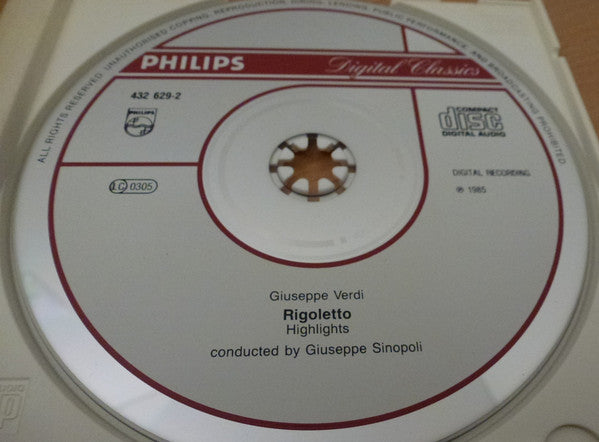 ALL RIGHTS RESERVED. UNAUTHORISED COPYING, REPRODUCTION, HIRING, LENDING, PUBLIC PERFORMANCE, AND BROADCASTING PROHIBITED.
PHILIPS Digital Classics
432 629-2
PHILIPS
COMPACT
disc
DIGITAL AUDIO
LC 0305
DIGITAL RECORDING
℗ 1985
Giuseppe Verdi
Rigoletto
Highlights
conducted by Giuseppe Sinopoli